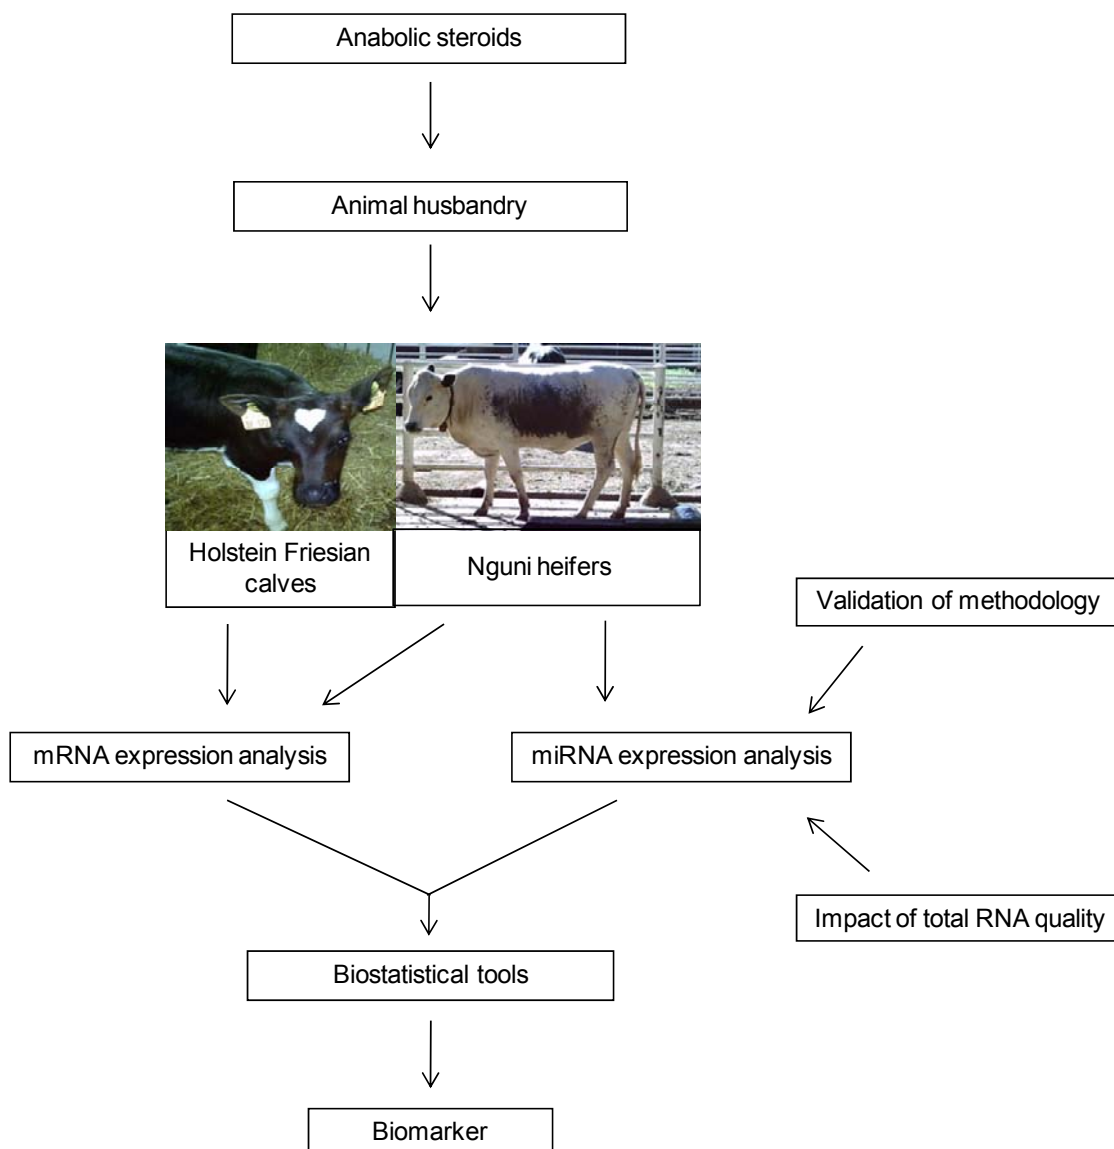 Anabolic steroids
Animal husbandry
Holstein Friesian
calves
Nguni heifers
Validation of methodology
mRNA expression analysis
miRNA expression analysis
Impact of total RNA quality
Biostatistical tools
Biomarker